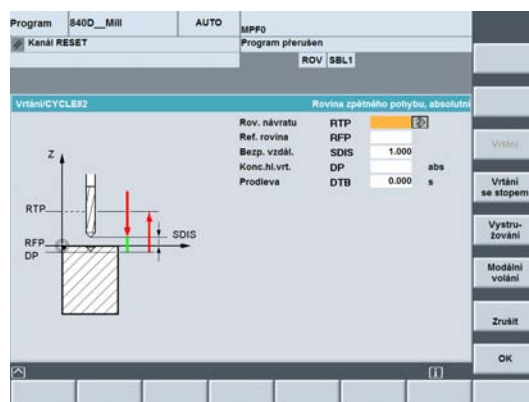 Program 840D__Mill AUTO MPF0
Kanál RESET Program přerušen
ROV SBL1
Vrtání/CYCLE82 Rovina zpětného pohybu, absolutní
Rov. návratu RTP
Ref. rovina RFP
Bezp. vzdál. SDIS 1.000
Konc.hl.vrt. DP abs
Prodleva DTB 0.000 s
Z
RTP
SDIS
RFP
DP
Vrtání
Vrtání
se stopem
Vystru-
žování
Modální
volání
Zrušit
OK